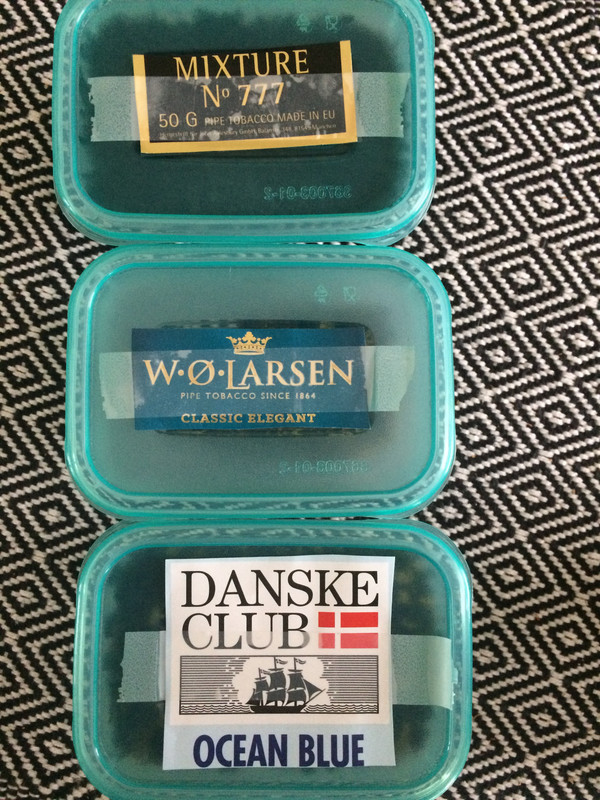 MIXTURE
Nº 777
50 G PIPE TOBACCO MADE IN EU
W·Ø·LARSEN
PIPE TOBACCO SINCE 1864
CLASSIC ELEGANT
DANSKE
CLUB
OCEAN BLUE